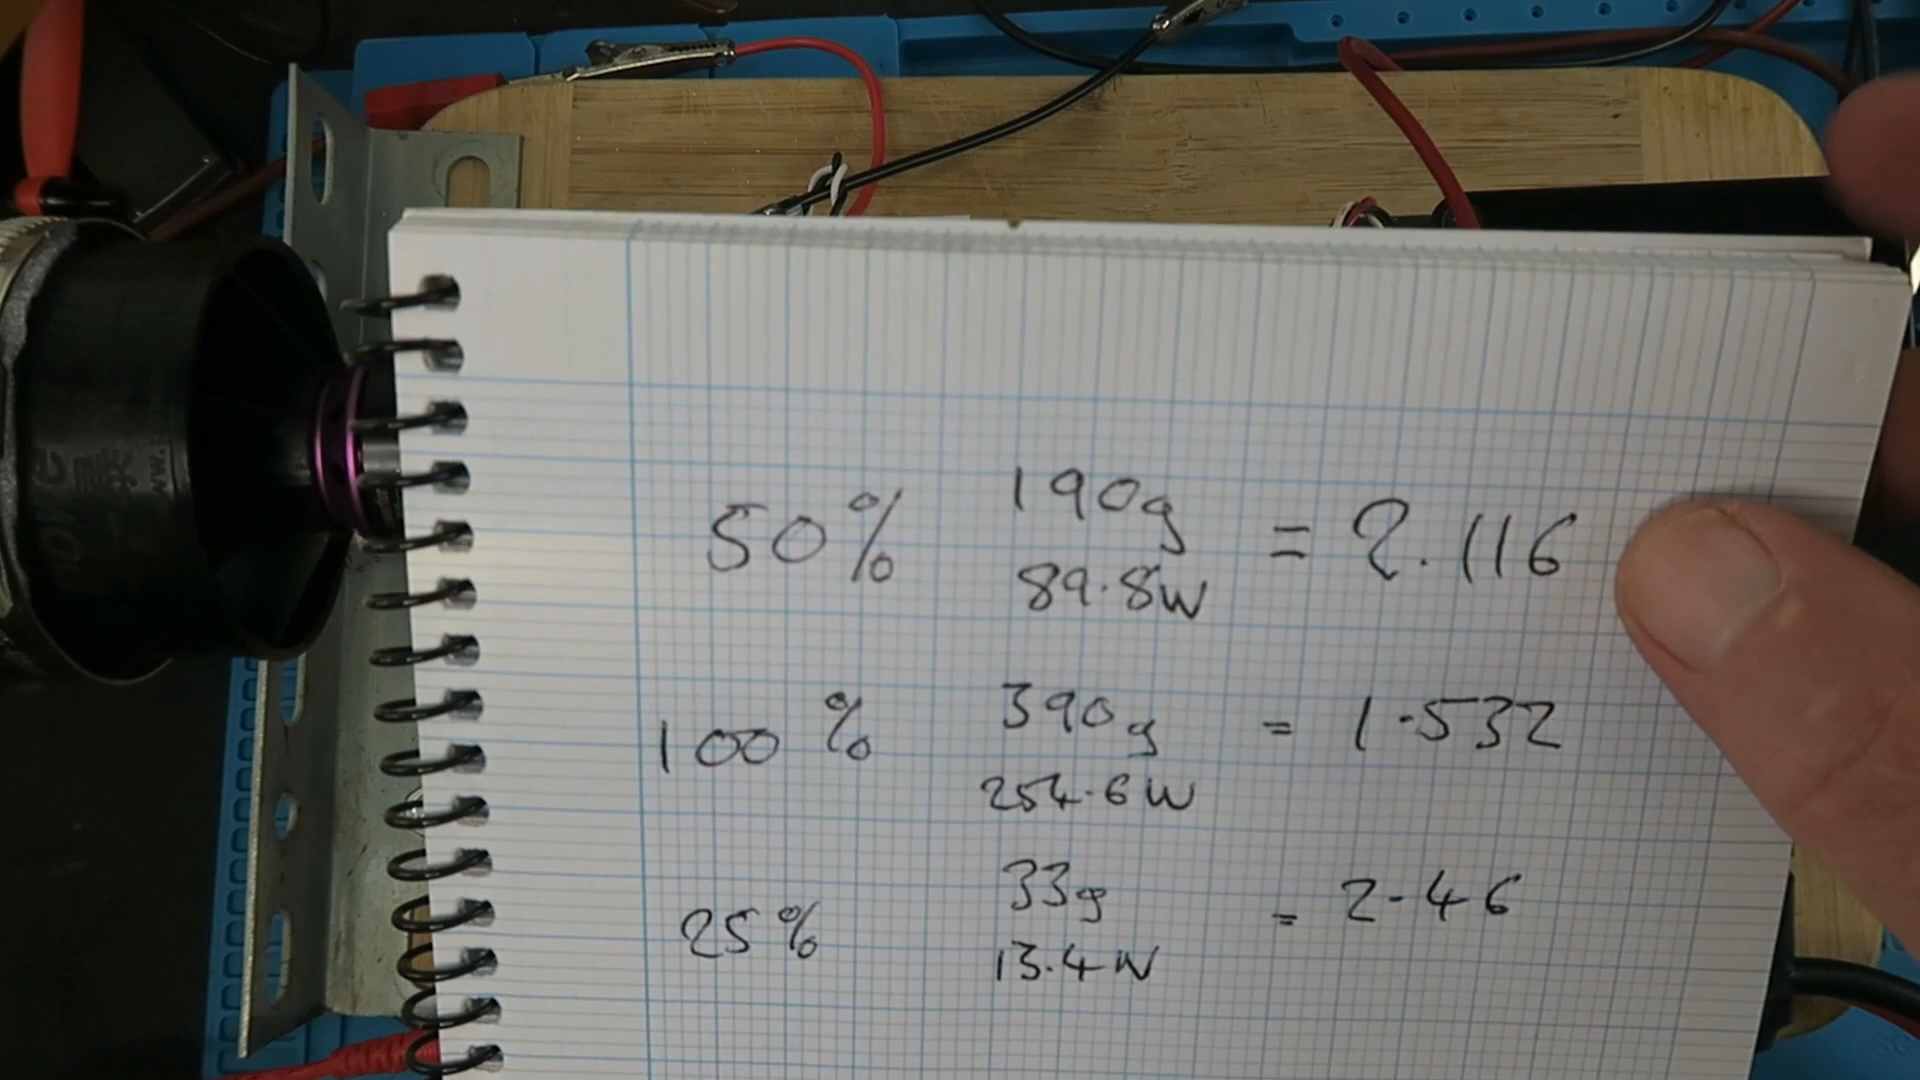 50% 190g = 2.116
89.8W
100% 390g = 1.532
254.6W
25% 33g = 2.46
13.4W